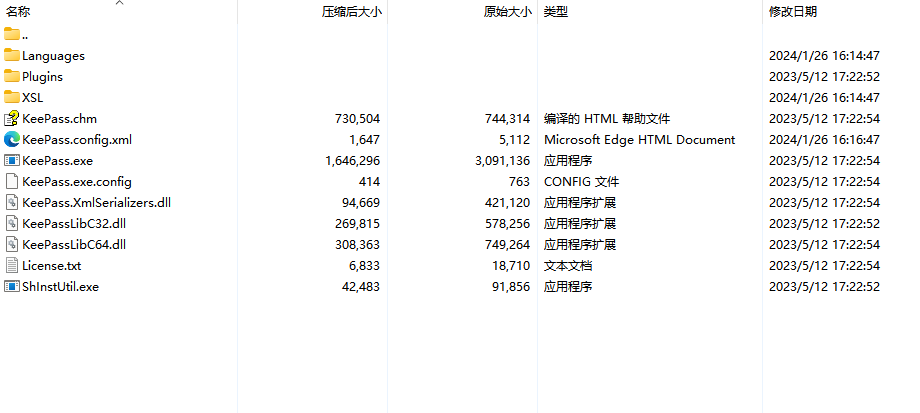 名称 压缩后大小 原始大小 类型 修改日期
..
Languages 2024/1/26 16:14:47
Plugins 2023/5/12 17:22:52
XSL 2024/1/26 16:14:47
KeePass.chm 730,504 744,314 编译的 HTML 帮助文件 2023/5/12 17:22:54
KeePass.config.xml 1,647 5,112 Microsoft Edge HTML Document 2024/1/26 16:16:47
KeePass.exe 1,646,296 3,091,136 应用程序 2023/5/12 17:22:54
KeePass.exe.config 414 763 CONFIG 文件 2023/5/12 17:22:54
KeePass.XmlSerializers.dll 94,669 421,120 应用程序扩展 2023/5/12 17:22:54
KeePassLibC32.dll 269,815 578,256 应用程序扩展 2023/5/12 17:22:52
KeePassLibC64.dll 308,363 749,264 应用程序扩展 2023/5/12 17:22:54
License.txt 6,833 18,710 文本文档 2023/5/12 17:22:54
ShInstUtil.exe 42,483 91,856 应用程序 2023/5/12 17:22:52